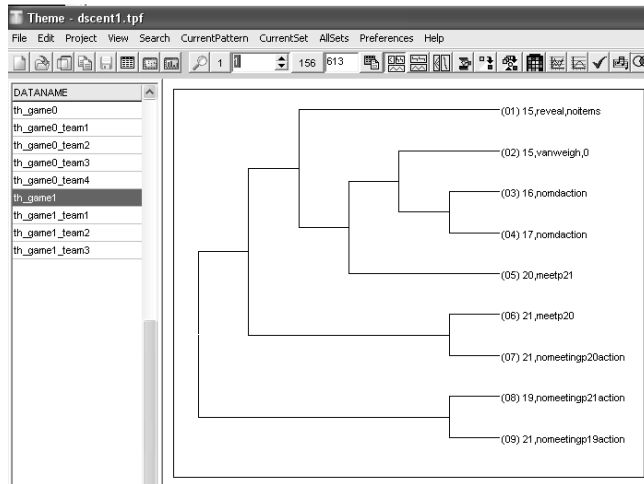 Theme - dscent1.tpf
File Edit Project View Search CurrentPattern CurrentSet AllSets Preferences Help
1 156 613
DATANAME
th_game0
th_game0_team1
th_game0_team2
th_game0_team3
th_game0_team4
th_game1
th_game1_team1
th_game1_team2
th_game1_team3
(01) 15,reveal,noitems
(02) 15,vanweigh,0
(03) 16,nomdaction
(04) 17,nomdaction
(05) 20,meetp21
(06) 21,meetp20
(07) 21,nomeetingp20action
(08) 19,nomeetingp21action
(09) 21,nomeetingp19action